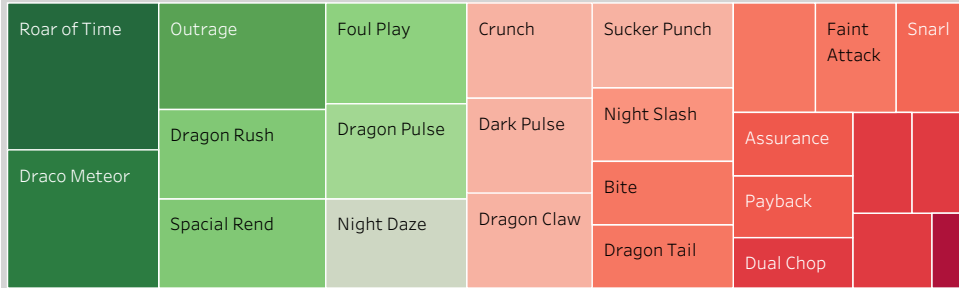 Roar of Time
Draco Meteor
Outrage
Dragon Rush
Spacial Rend
Foul Play
Dragon Pulse
Night Daze
Crunch
Dark Pulse
Dragon Claw
Sucker Punch
Night Slash
Bite
Dragon Tail
Faint
Attack
Snarl
Assurance
Payback
Dual Chop